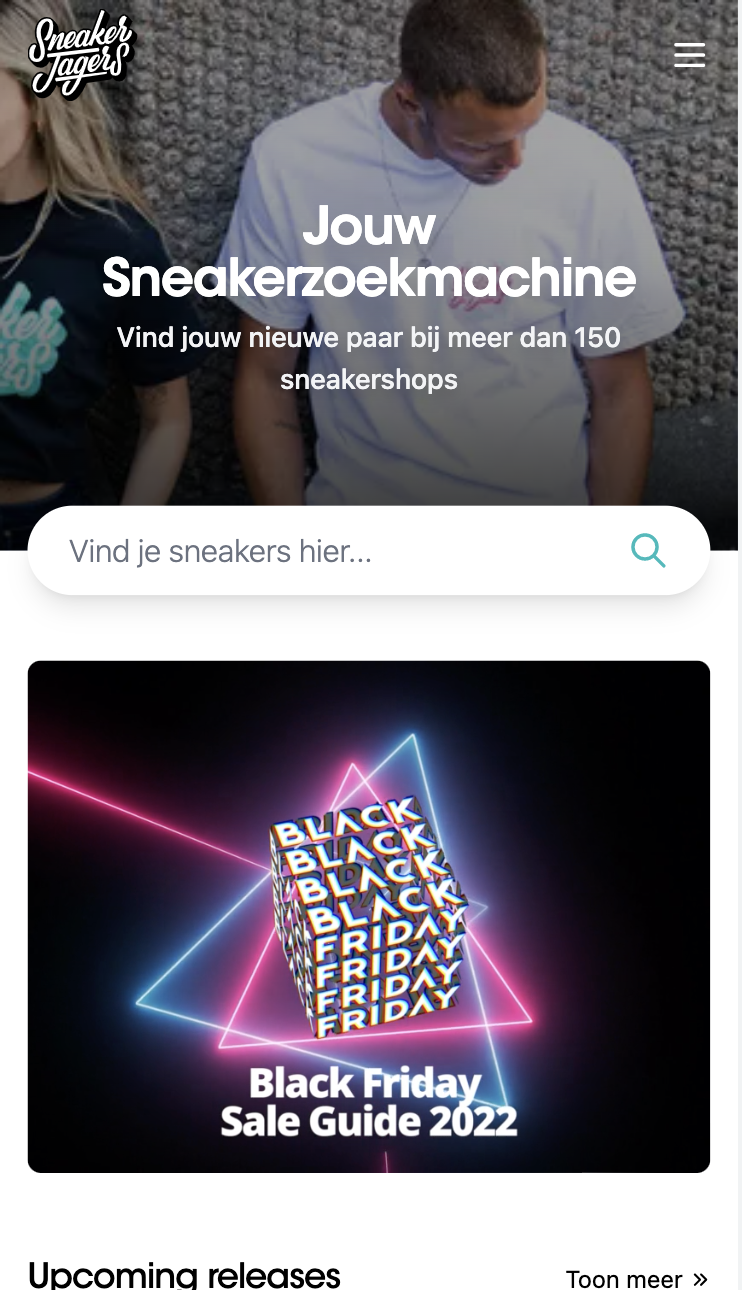 Sneaker
Jagers
Jouw
Sneakerzoekmachine
Vind jouw nieuwe paar bij meer dan 150
sneakershops
Vind je sneakers hier...
BLACK
BLACK
BLACK
BLACK
FRIDAY
FRIDAY
FRIDAY
FRIDAY
Black Friday
Sale Guide 2022
Upcoming releases
Toon meer »